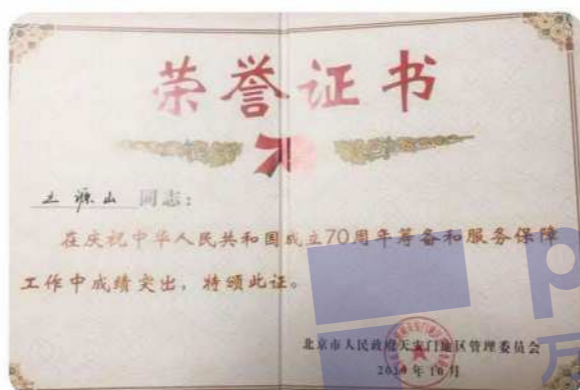 荣誉证书
70
源山 同志：
在庆祝中华人民共和国成立70周年筹备和服务保障
工作中成绩突出，特颁此证。
北京市人民政府天安门地区管理委员会
2019年10月
p
万